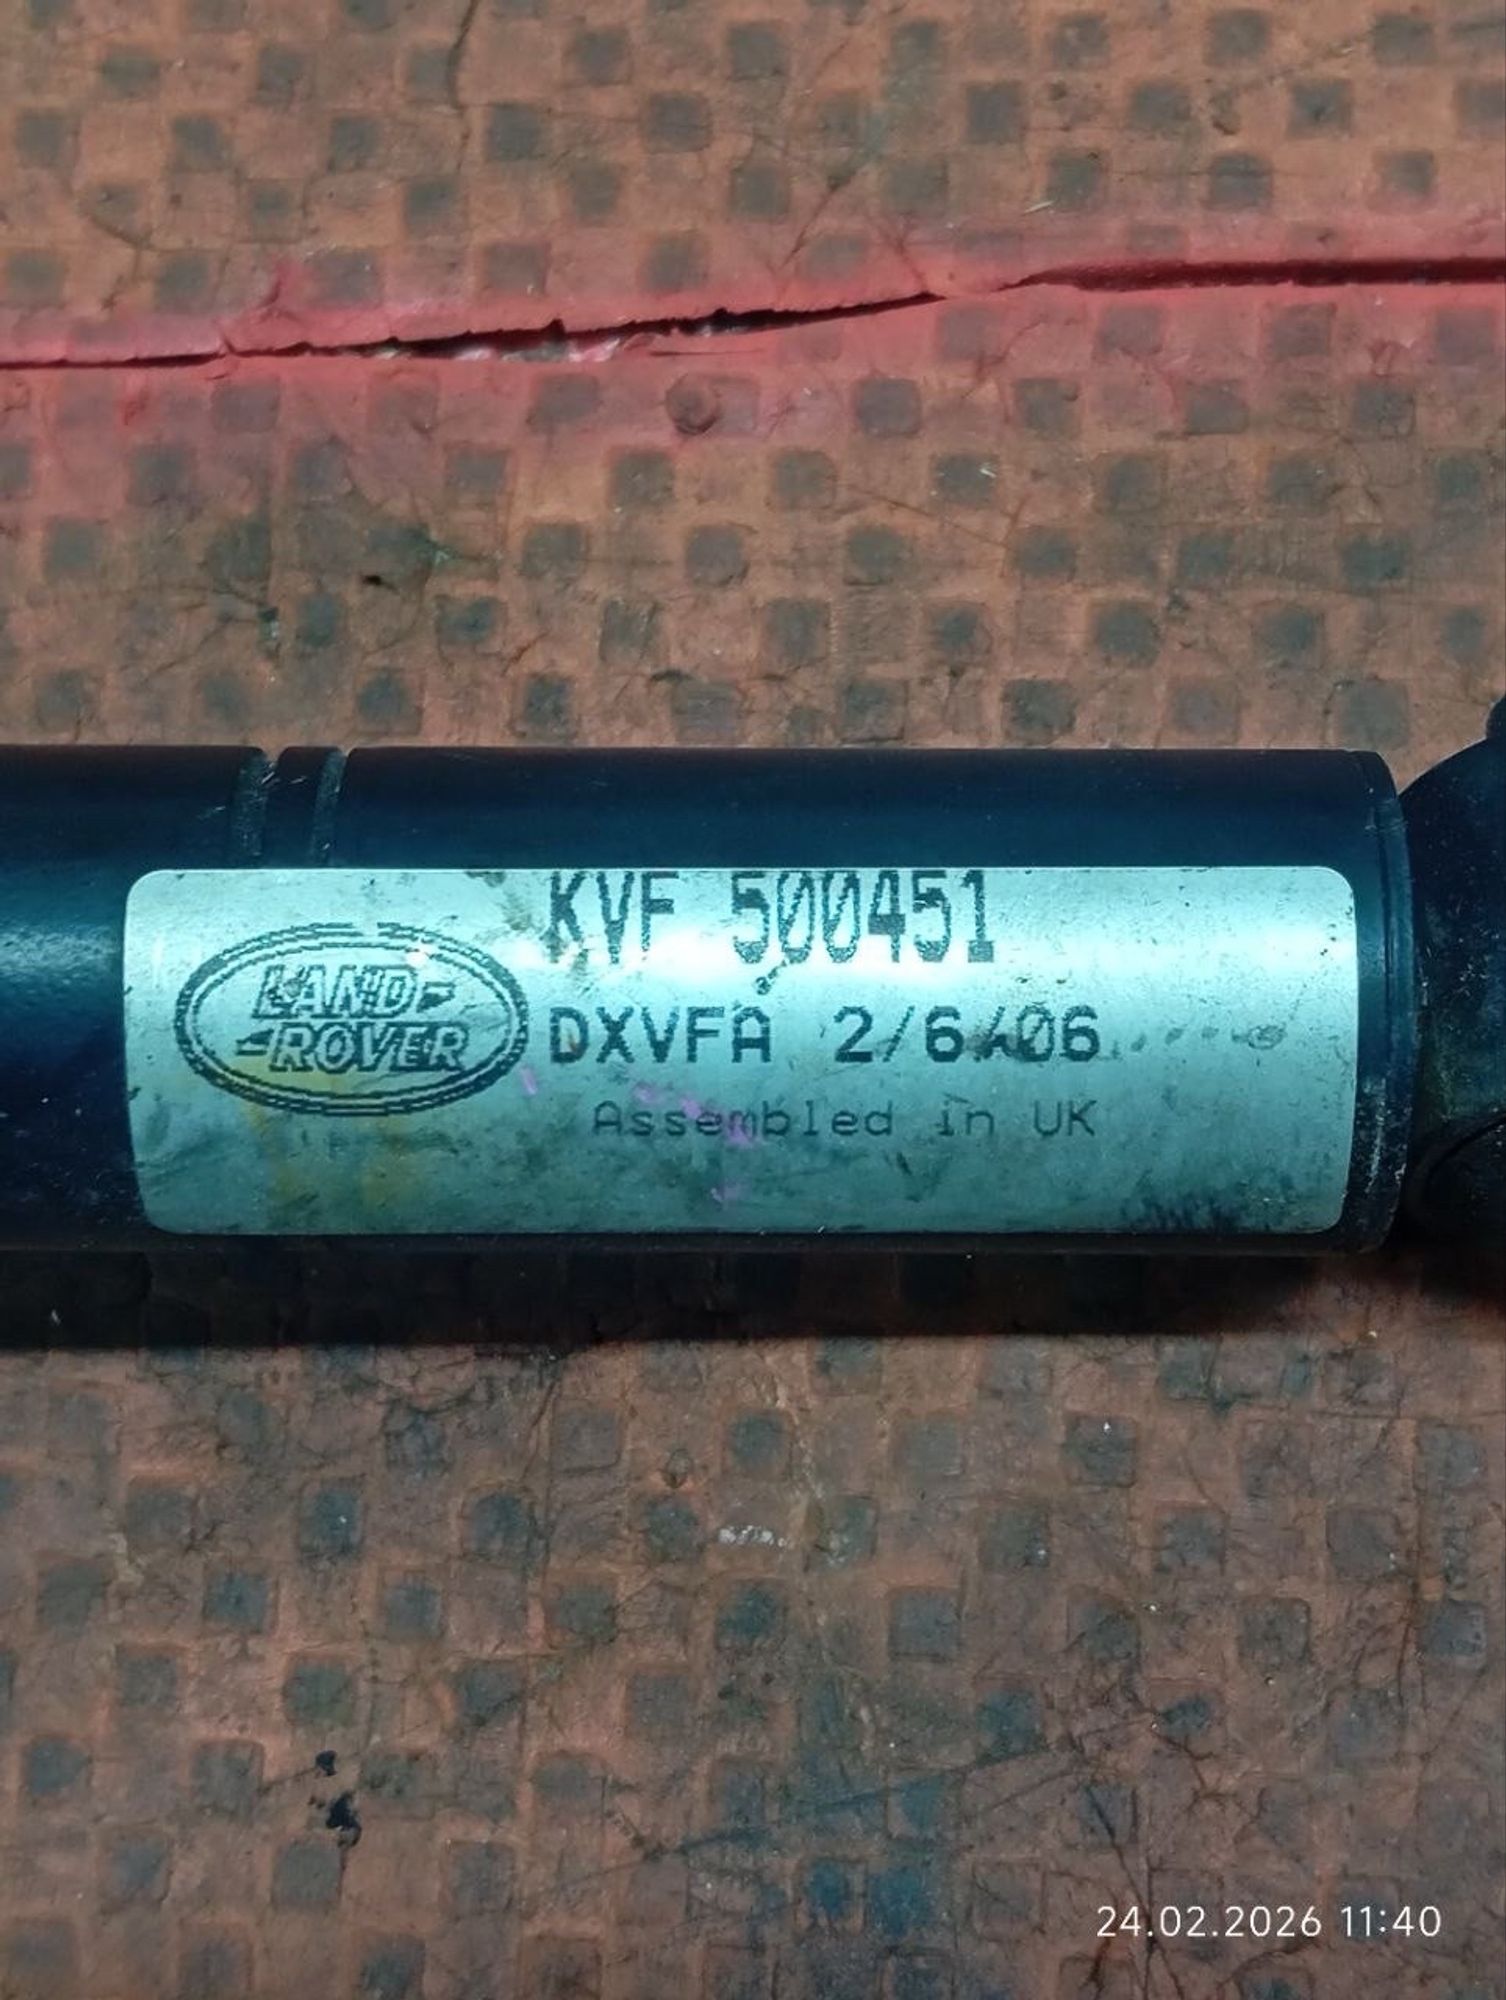 LAND-
-ROVER
KVF 500451
DXVFA 2/6/06
Assembled in UK
24.02.2026 11:40